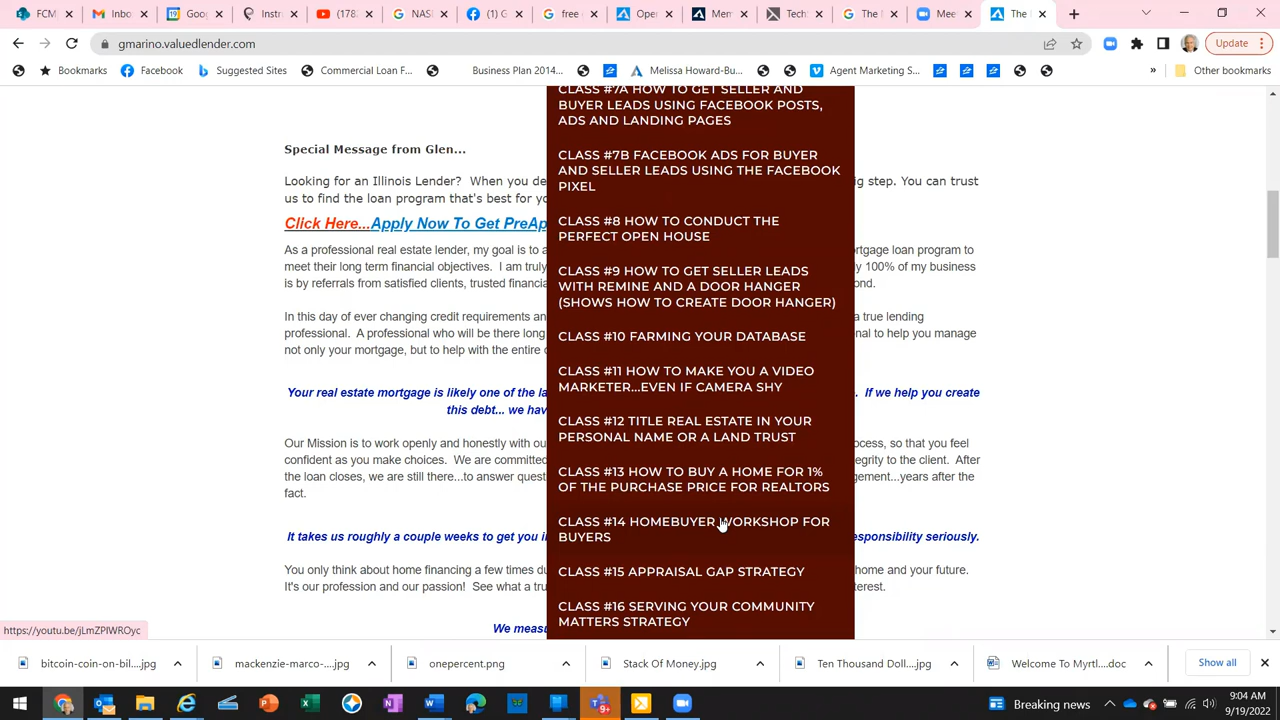 FCM
Inbo
Goo
Instr
(178
NAS
(1) G
free
Oper
Mem
Tech
The
Mee
The
gmarino.valuedlender.com
Update
Bookmarks
Facebook
Suggested Sites
Commercial Loan F...
Business Plan 2014...
Melissa Howard-Bu...
Agent Marketing S...
»
Other bookmarks
CLASS #7A HOW TO GET SELLER AND
BUYER LEADS USING FACEBOOK POSTS,
ADS AND LANDING PAGES
CLASS #7B FACEBOOK ADS FOR BUYER
AND SELLER LEADS USING THE FACEBOOK
PIXEL
CLASS #8 HOW TO CONDUCT THE
PERFECT OPEN HOUSE
CLASS #9 HOW TO GET SELLER LEADS
WITH REMINE AND A DOOR HANGER
(SHOWS HOW TO CREATE DOOR HANGER)
CLASS #10 FARMING YOUR DATABASE
CLASS #11 HOW TO MAKE YOU A VIDEO
MARKETER...EVEN IF CAMERA SHY
CLASS #12 TITLE REAL ESTATE IN YOUR
PERSONAL NAME OR A LAND TRUST
CLASS #13 HOW TO BUY A HOME FOR 1%
OF THE PURCHASE PRICE FOR REALTORS
CLASS #14 HOMEBUYER WORKSHOP FOR
BUYERS
CLASS #15 APPRAISAL GAP STRATEGY
CLASS #16 SERVING YOUR COMMUNITY
MATTERS STRATEGY
Special Message from Glen...
Looking for an Illinois Lender? When you de ig step. You can trust
us to find the loan program that's best for yo
Click Here...Apply Now To Get PreAp
As a professional real estate lender, my goal is to a rtgage loan program to
meet their long term financial objectives. I am truly y 100% of my business
is by referrals from satisfied clients, trusted financia ond.
In this day of ever changing credit requirements an a true lending
professional. A professional who will be there long nal to help you manage
not only your mortgage, but to help with the entire c
Your real estate mortgage is likely one of the la . If we help you create
this debt... we hav
Our Mission is to work openly and honestly with ou ocess, so that you feel
confident as you make choices. We are committed egrity to the client. After
the loan closes, we are still there...to answer quest gement...years after the
fact.
It takes us roughly a couple weeks to get you i esponsibility seriously.
You only think about home financing a few times du home and your future.
It's our profession and our passion! See what a tru terest.
We measu
https://youtu.be/jLmZPIWROyc
bitcoin-coin-on-bil....jpg
mackenzie-marco-....jpg
onepercent.png
Stack Of Money.jpg
Ten Thousand Doll....jpg
Welcome To Myrtl....doc
Show all
9+
Breaking news
9:04 AM
9/19/2022